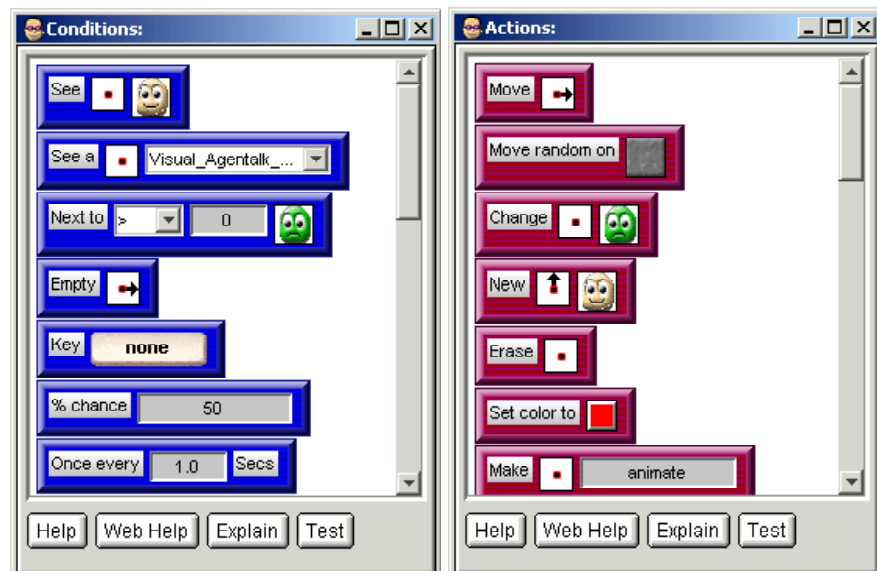 Conditions:
See
See a Visual_Agentalk_...
Next to > 0
Empty
Key none
% chance 50
Once every 1.0 Secs
Help Web Help Explain Test
Actions:
Move
Move random on
Change
New
Erase
Set color to
Make animate
Help Web Help Explain Test